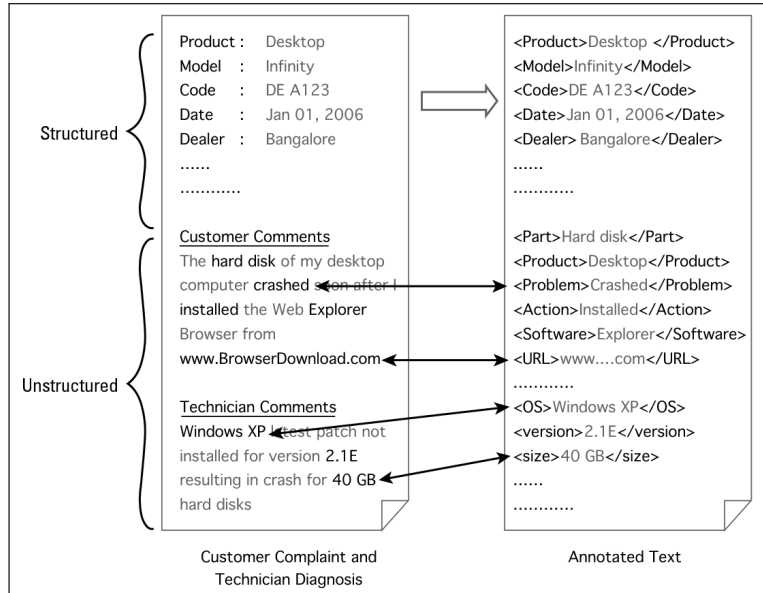 Structured
Product : Desktop
Model : Infinity
Code : DE A123
Date : Jan 01, 2006
Dealer : Bangalore
......
............
Unstructured
Customer Comments
The hard disk of my desktop
computer crashed soon after I
installed the Web Explorer
Browser from
www.BrowserDownload.com
Technician Comments
Windows XP latest patch not
installed for version 2.1E
resulting in crash for 40 GB
hard disks
Customer Complaint and
Technician Diagnosis
<Product>Desktop </Product>
<Model>Infinity</Model>
<Code>DE A123</Code>
<Date>Jan 01, 2006</Date>
<Dealer> Bangalore</Dealer>
......
............
<Part>Hard disk</Part>
<Product>Desktop</Product>
<Problem>Crashed</Problem>
<Action>Installed</Action>
<Software>Explorer</Software>
<URL>www....com</URL>
............
<OS>Windows XP</OS>
<version>2.1E</version>
<size>40 GB</size>
......
............
Annotated Text